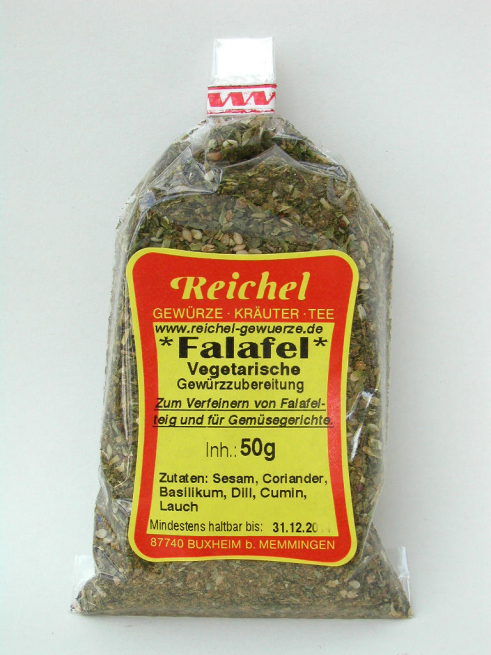 Reichel
GEWÜRZE · KRÄUTER · TEE
www.reichel-gewuerze.de
*Falafel*
Vegetarische
Gewürzzubereitung
Zum Verfeinern von Falafel-
teig und für Gemüsegerichte.
Inh.: 50g
Zutaten: Sesam, Coriander,
Basilikum, Dill, Cumin,
Lauch
Mindestens haltbar bis: 31.12.
87740 BUXHEIM b. MEMMINGEN